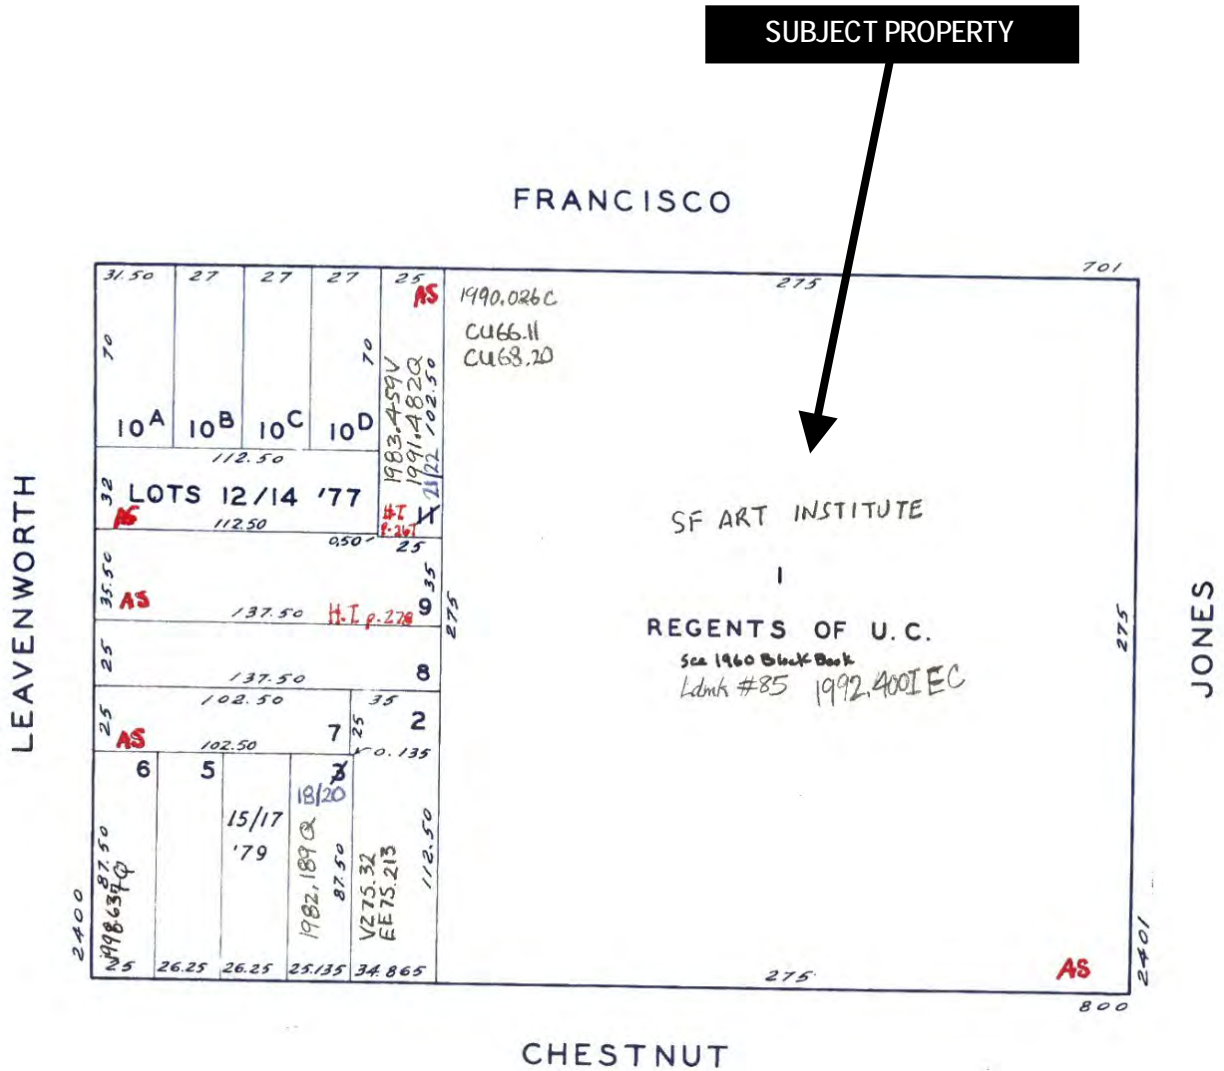 SUBJECT PROPERTY
FRANCISCO
701
31.50
27
27
27
25
275
AS
1990.026C
CU66.11
CU68.20
70
70
1983.459V
1991.482Q
21/22
102.50
10A
10B
10C
10D
112.50
32
LOTS 12/14 '77
AS
112.50
H.I.
P.267
11
SF ART INSTITUTE
1
REGENTS OF U.C.
See 1960 Block Book
Ldmk #85
1992.400IEC
0.50
25
35.50
AS
137.50
H.I. p.278
9
35
275
275
LEAVENWORTH
JONES
25
137.50
8
102.50
35
25
AS
102.50
7
25
2
0.135
6
5
15/17
'79
3
18/20
1982.189Q
87.50
VZ75.32
EE75.213
112.50
87.50
1998.637Q
2400
25
26.25
26.25
25.135
34.865
275
AS
2401
800
CHESTNUT